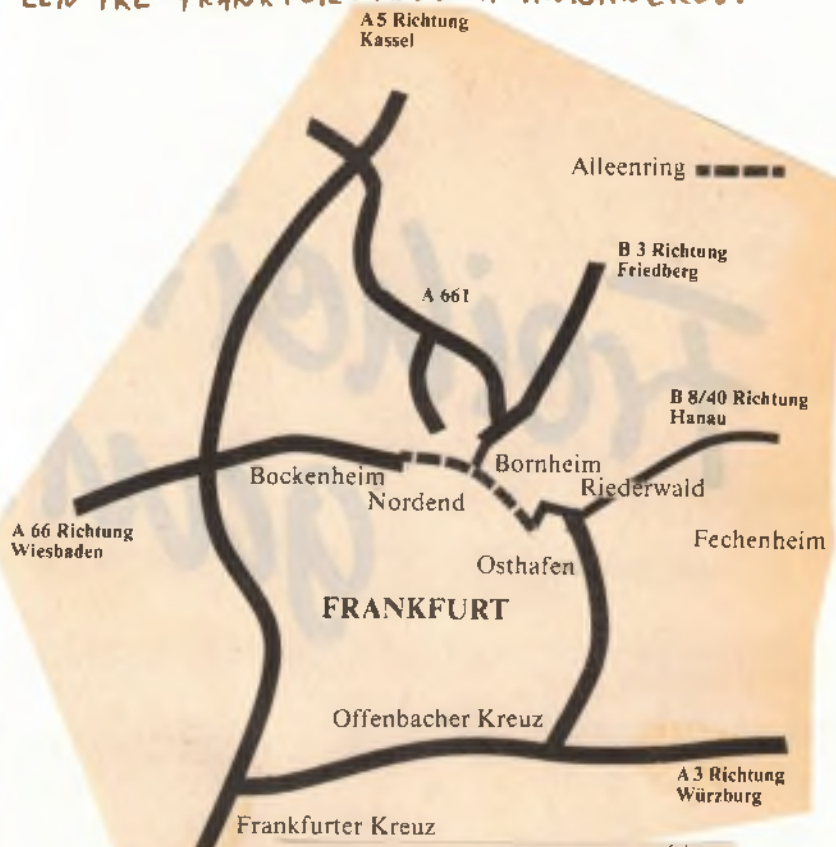 FRANKFUR
A 5 Richtung
Kassel
Alleenring
B 3 Richtung
Friedberg
A 661
B 8/40 Richtung
Hanau
Bockenheim
Bornheim
Nordend
Riederwald
A 66 Richtung
Wiesbaden
Fechenheim
Osthafen
FRANKFURT
Offenbacher Kreuz
A 3 Richtung
Würzburg
Frankfurter Kreuz